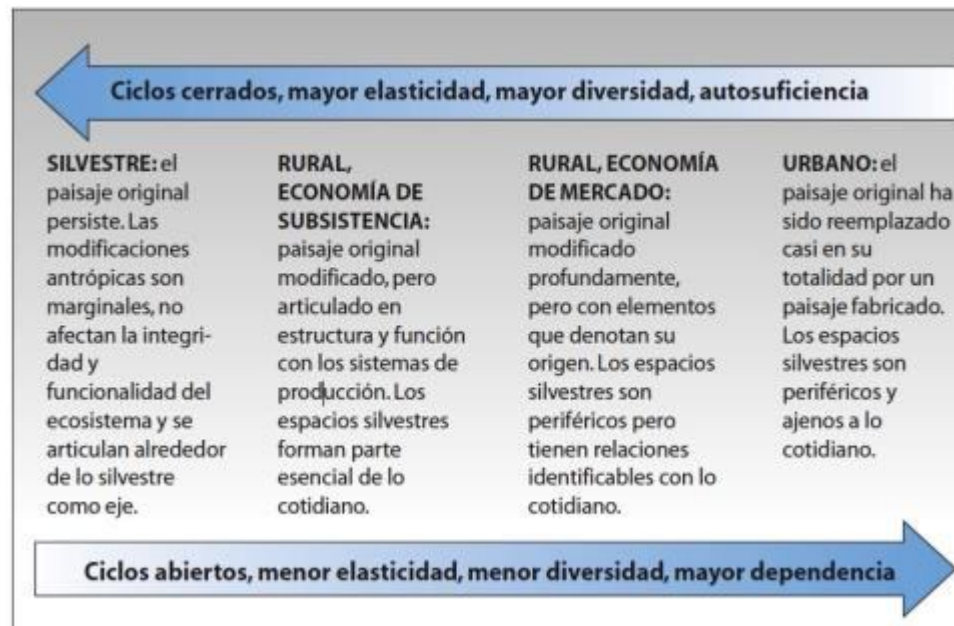 Ciclos cerrados, mayor elasticidad, mayor diversidad, autosuficiencia
SILVESTRE: el
paisaje original
persiste. Las
modificaciones
antrópicas son
marginales, no
afectan la integri-
dad y
funcionalidad del
ecosistema y se
articulan alrededor
de lo silvestre
como eje.
RURAL,
ECONOMÍA DE
SUBSISTENCIA:
paisaje original
modificado, pero
articulado en
estructura y función
con los sistemas de
producción. Los
espacios silvestres
forman parte
esencial de lo
cotidiano.
RURAL, ECONOMÍA
DE MERCADO:
paisaje original
modificado
profundamente,
pero con elementos
que denotan su
origen. Los espacios
silvestres son
periféricos pero
tienen relaciones
identificables con lo
cotidiano.
URBANO: el
paisaje original ha
sido reemplazado
casi en su
totalidad por un
paisaje fabricado.
Los espacios
silvestres son
periféricos y
ajenos a lo
cotidiano.
Ciclos abiertos, menor elasticidad, menor diversidad, mayor dependencia